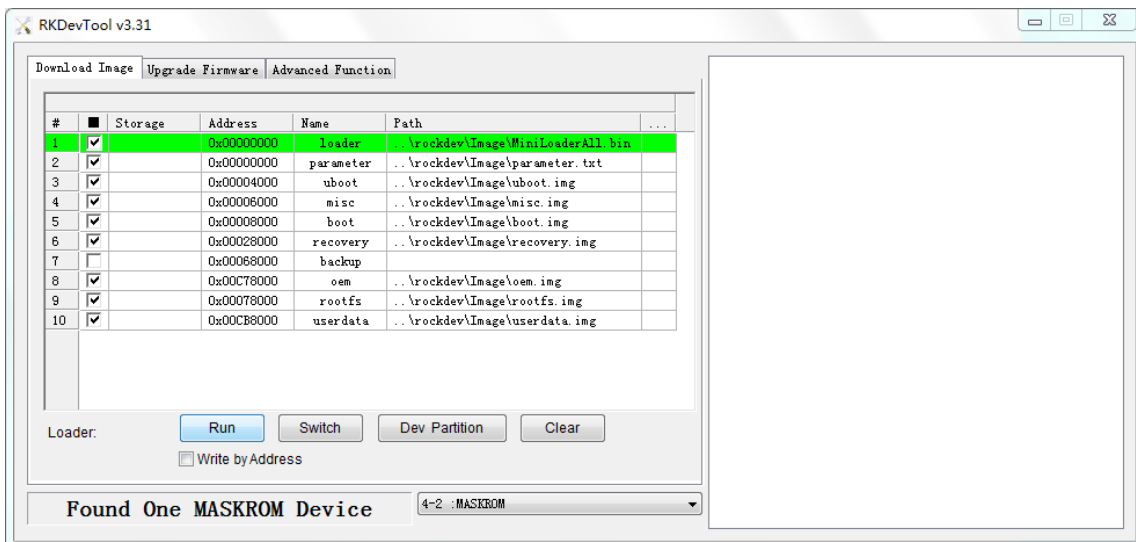 RKDevTool v3.31
Download Image Upgrade Firmware Advanced Function
# Storage Address Name Path ...
1 0x00000000 loader ..\rockdev\Image\MiniLoaderAll.bin
2 0x00000000 parameter ..\rockdev\Image\parameter.txt
3 0x00004000 uboot ..\rockdev\Image\uboot.img
4 0x00006000 misc ..\rockdev\Image\misc.img
5 0x00008000 boot ..\rockdev\Image\boot.img
6 0x00028000 recovery ..\rockdev\Image\recovery.img
7 0x00068000 backup
8 0x00C78000 oem ..\rockdev\Image\oem.img
9 0x00078000 rootfs ..\rockdev\Image\rootfs.img
10 0x00CB8000 userdata ..\rockdev\Image\userdata.img
Loader: Run Switch Dev Partition Clear
Write by Address
Found One MASKROM Device 4-2 :MASKROM